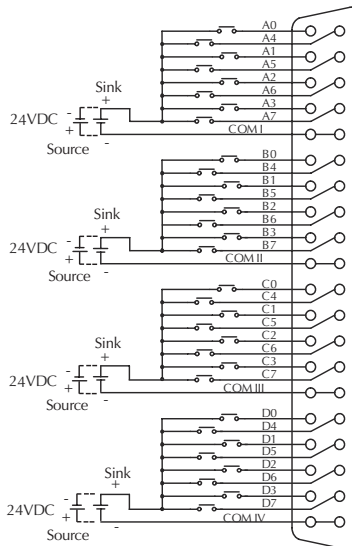 A0
A4
A1
A5
A2
A6
A3
A7
COM I
Sink
+
24VDC
-
+
Source
-
B0
B4
B1
B5
B2
B6
B3
B7
COM II
Sink
+
24VDC
-
+
Source
-
C0
C4
C1
C5
C2
C6
C3
C7
COM III
Sink
+
24VDC
-
+
Source
-
D0
D4
D1
D5
D2
D6
D3
D7
COM IV
Sink
+
24VDC
-
+
Source
-